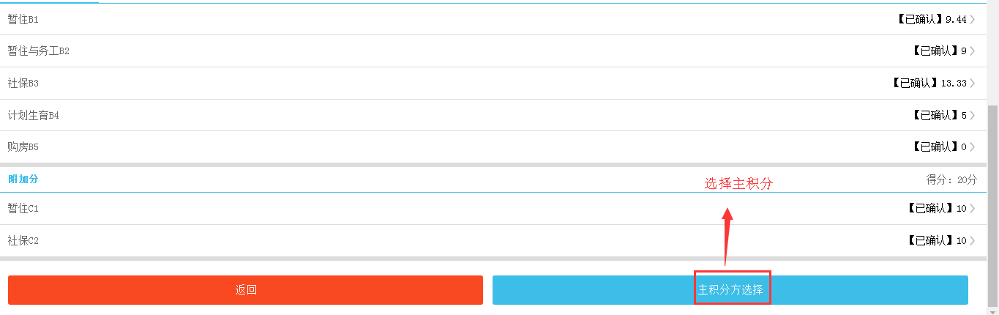 暂住B1 【已确认】9.44
暂住与务工B2 【已确认】9
社保B3 【已确认】13.33
计划生育B4 【已确认】5
购房B5 【已确认】0
附加分 得分：20分
选择主积分
暂住C1 【已确认】10
社保C2 【已确认】10
返回 主积分方选择